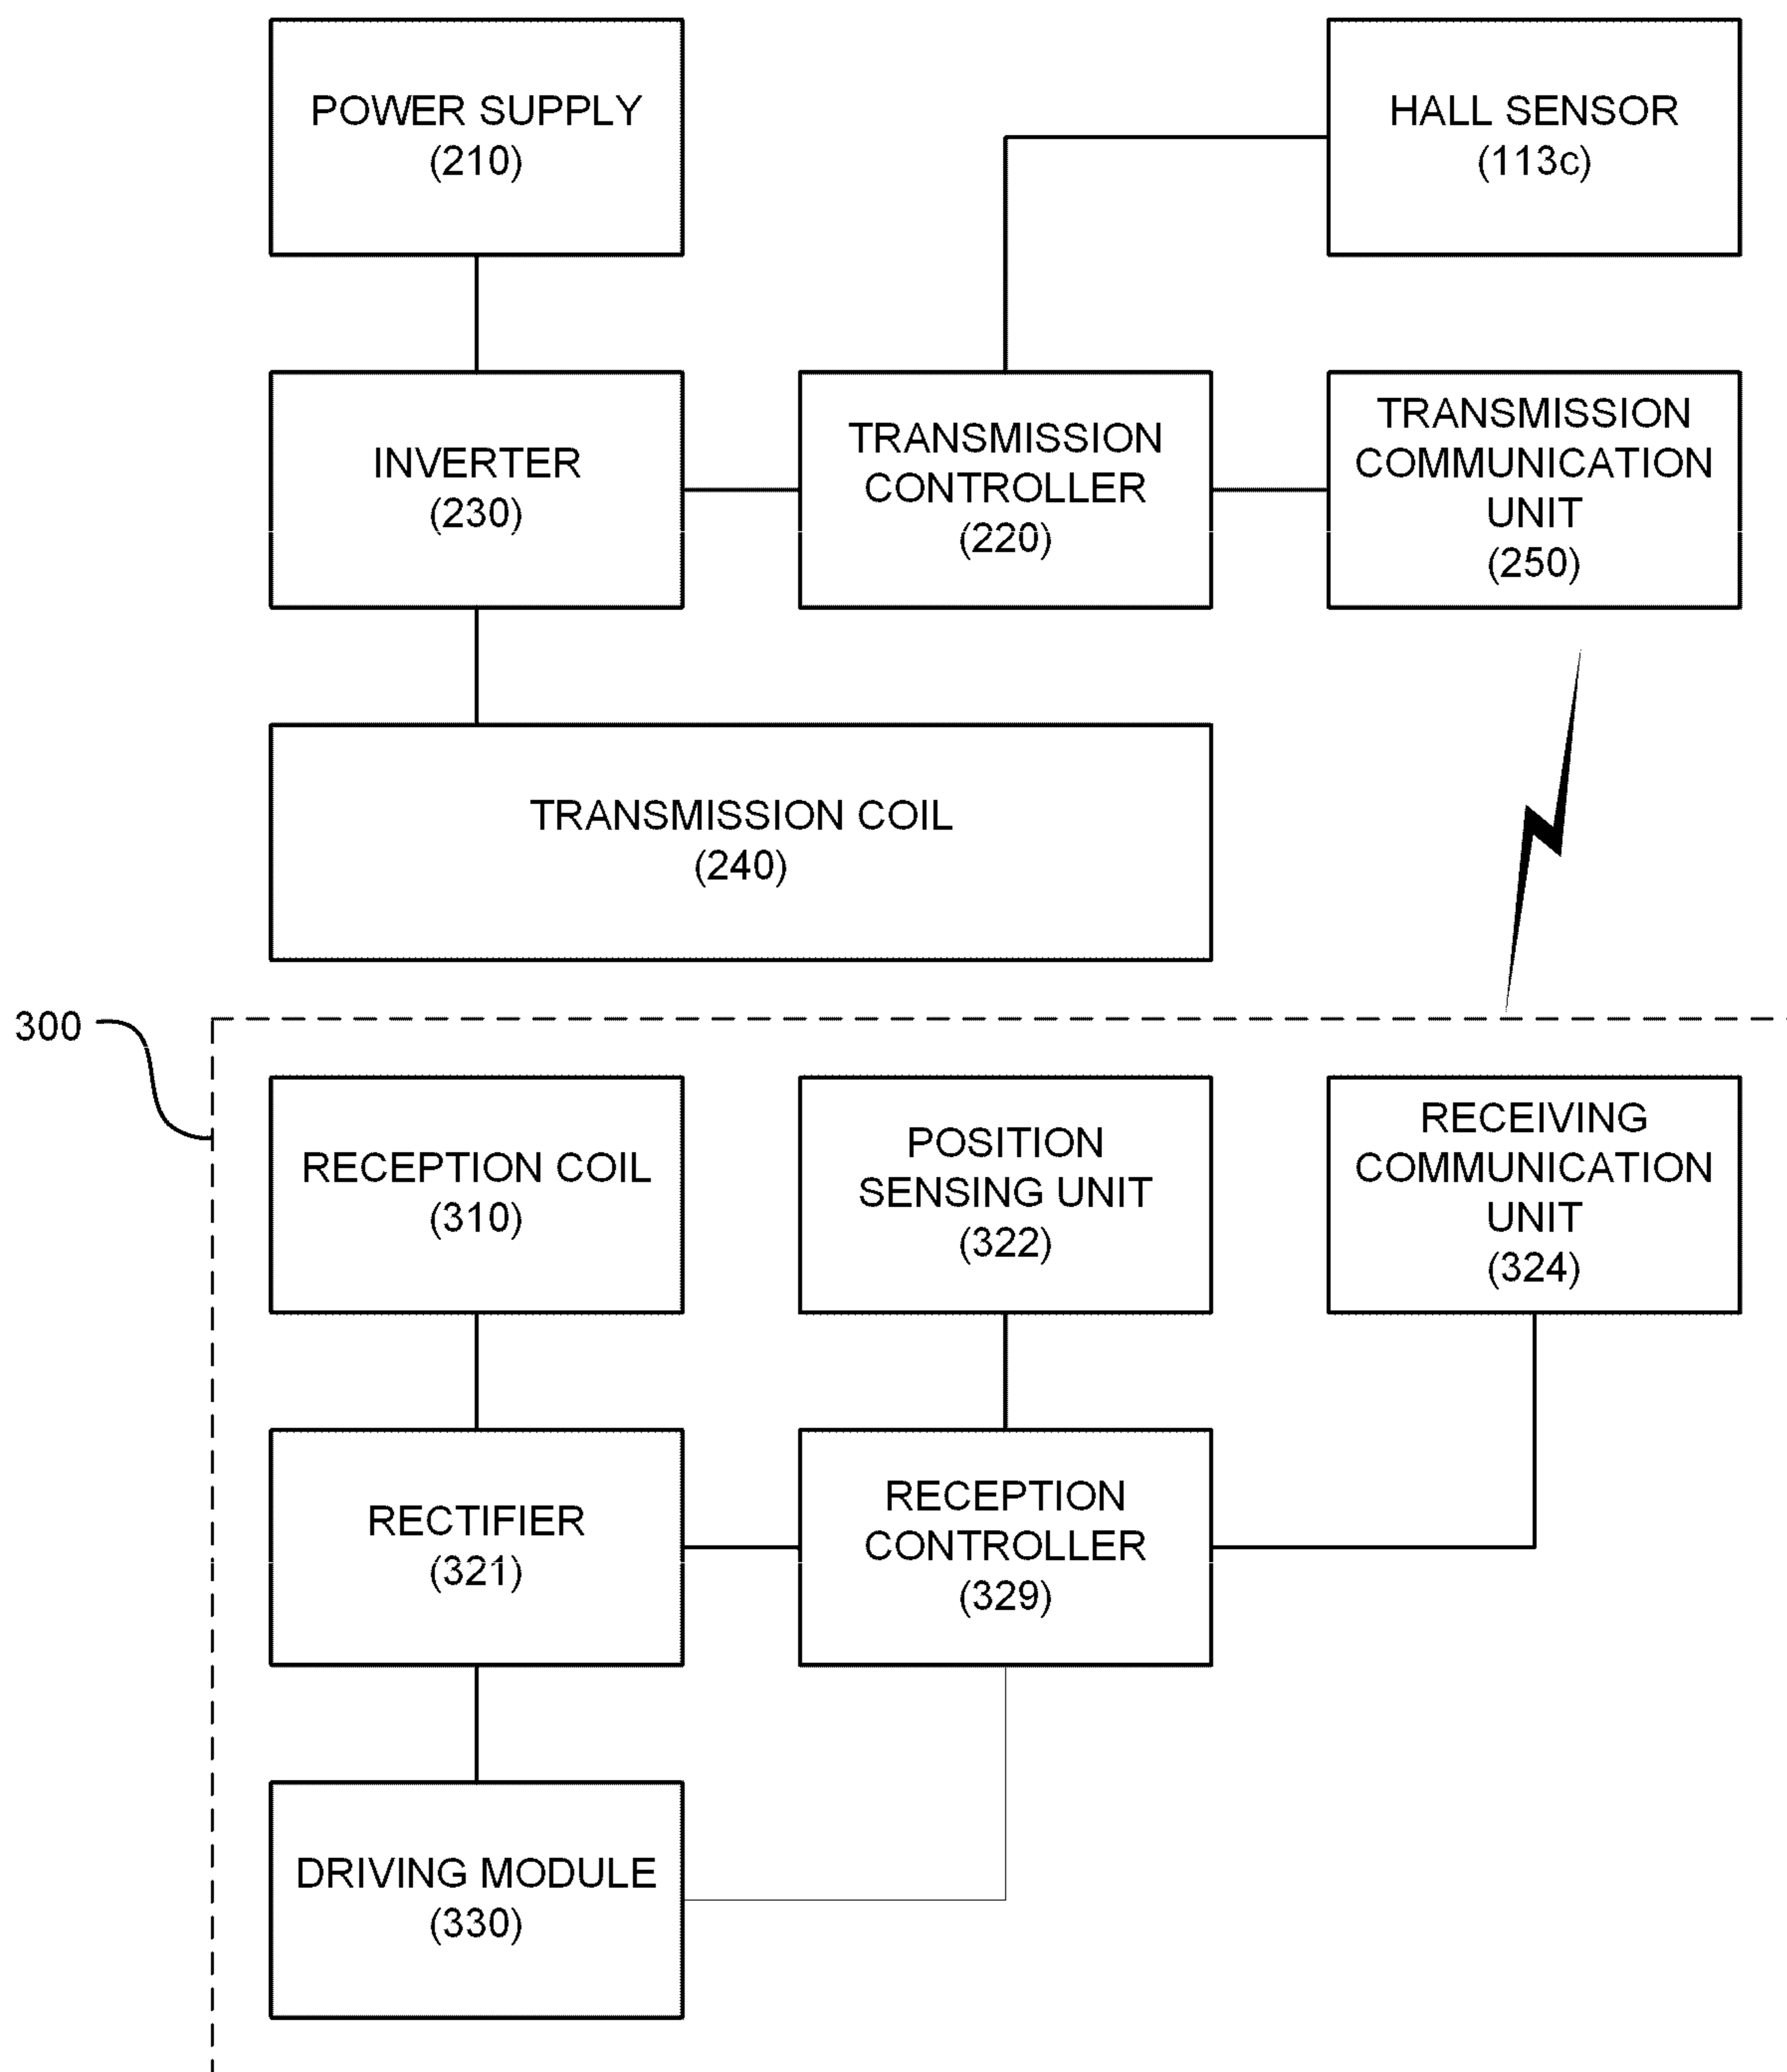 POWER SUPPLY
(210)
HALL SENSOR
(113c)
INVERTER
(230)
TRANSMISSION
CONTROLLER
(220)
TRANSMISSION
COMMUNICATION
UNIT
(250)
TRANSMISSION COIL
(240)
300
RECEPTION COIL
(310)
POSITION
SENSING UNIT
(322)
RECEIVING
COMMUNICATION
UNIT
(324)
RECTIFIER
(321)
RECEPTION
CONTROLLER
(329)
DRIVING MODULE
(330)